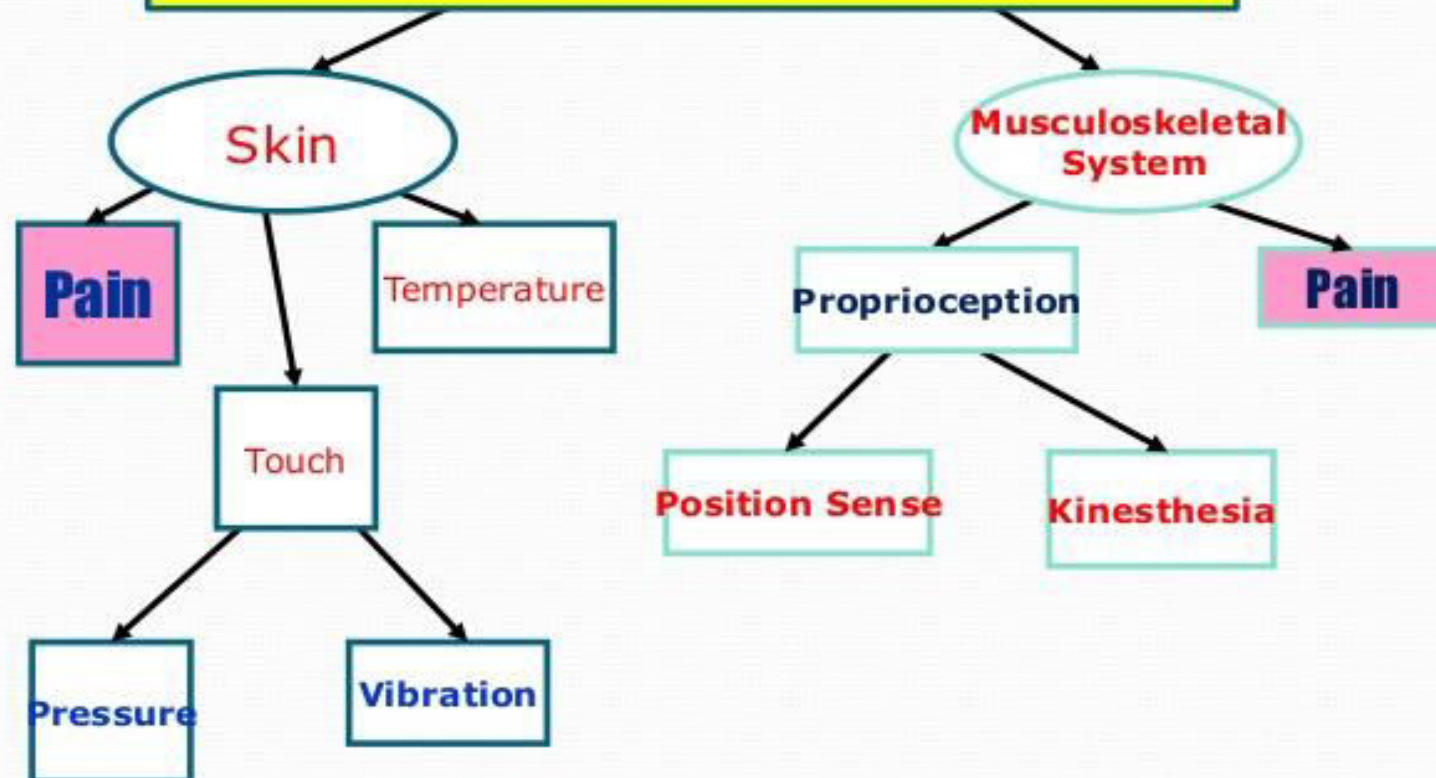 Skin
Musculoskeletal
System
Pain
Temperature
Proprioception
Pain
Touch
Position Sense
Kinesthesia
Pressure
Vibration